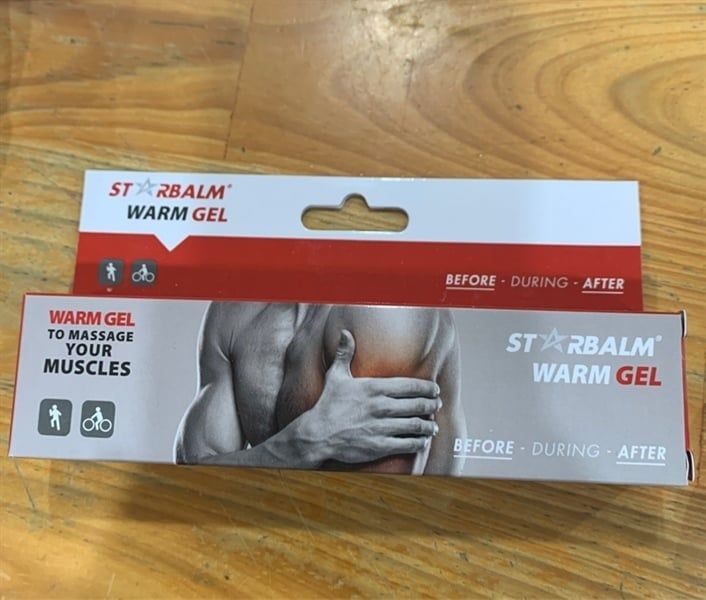 STARBALM®
WARM GEL
BEFORE - DURING - AFTER
WARM GEL
TO MASSAGE
YOUR
MUSCLES
STARBALM®
WARM GEL
BEFORE - DURING - AFTER